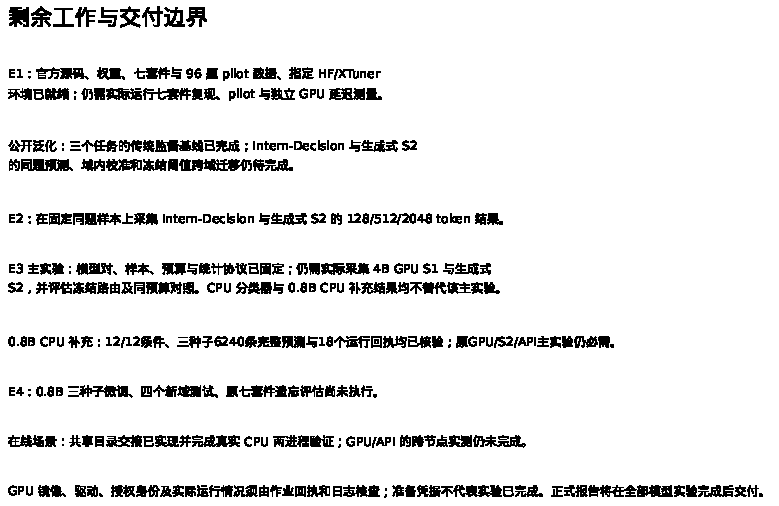 剩余工作与交付边界
E1：官方源码、权重、七套件与 96 题 pilot 数据、指定 HF/XTuner
环境已就绪；仍需实际运行七套件复现、pilot 与独立 GPU 延迟测量。
公开泛化：三个任务的传统监督基线已完成；Intern-Decision 与生成式 S2
的同题预测、域内校准和冻结阈值跨域迁移仍待完成。
E2：在固定同题样本上采集 Intern-Decision 与生成式 S2 的 128/512/2048 token 结果。
E3 主实验：模型对、样本、预算与统计协议已固定；仍需实际采集 4B GPU S1 与生成式
S2，并评估冻结路由及同预算对照。CPU 分类器与 0.8B CPU 补充结果均不替代该主实验。
0.8B CPU 补充：12/12条件、三种子6240条完整预测与18个运行回执均已核验；原GPU/S2/API主实验仍必需。
E4：0.8B 三种子微调、四个新域测试、原七套件遗忘评估尚未执行。
在线场景：共享目录交接已实现并完成真实 CPU 两进程验证；GPU/API 的跨节点实测仍未完成。
GPU 镜像、驱动、授权身份及实际运行情况须由作业回执和日志检查；准备凭据不代表实验已完成。正式报告将在全部模型实验完成后交付。